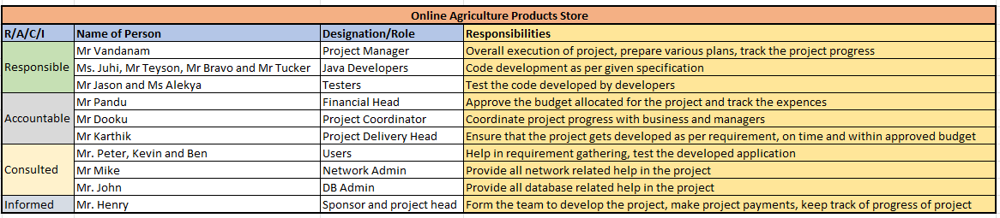 Online Agriculture Products Store
R/A/C/I Name of Person Designation/Role Responsibilities
Responsible Mr Vandanam Project Manager Overall execution of project, prepare various plans, track the project progress
Ms. Juhi, Mr Teyson, Mr Bravo and Mr Tucker Java Developers Code development as per given specification
Mr Jason and Ms Alekya Testers Test the code developed by developers
Accountable Mr Pandu Financial Head Approve the budget allocated for the project and track the expences
Mr Dooku Project Coordinator Coordinate project progress with business and managers
Mr Karthik Project Delivery Head Ensure that the project gets developed as per requirement, on time and within approved budget
Consulted Mr. Peter, Kevin and Ben Users Help in requirement gathering, test the developed application
Mr Mike Network Admin Provide all network related help in the project
Mr. John DB Admin Provide all database related help in the project
Informed Mr. Henry Sponsor and project head Form the team to develop the project, make project payments, keep track of progress of project